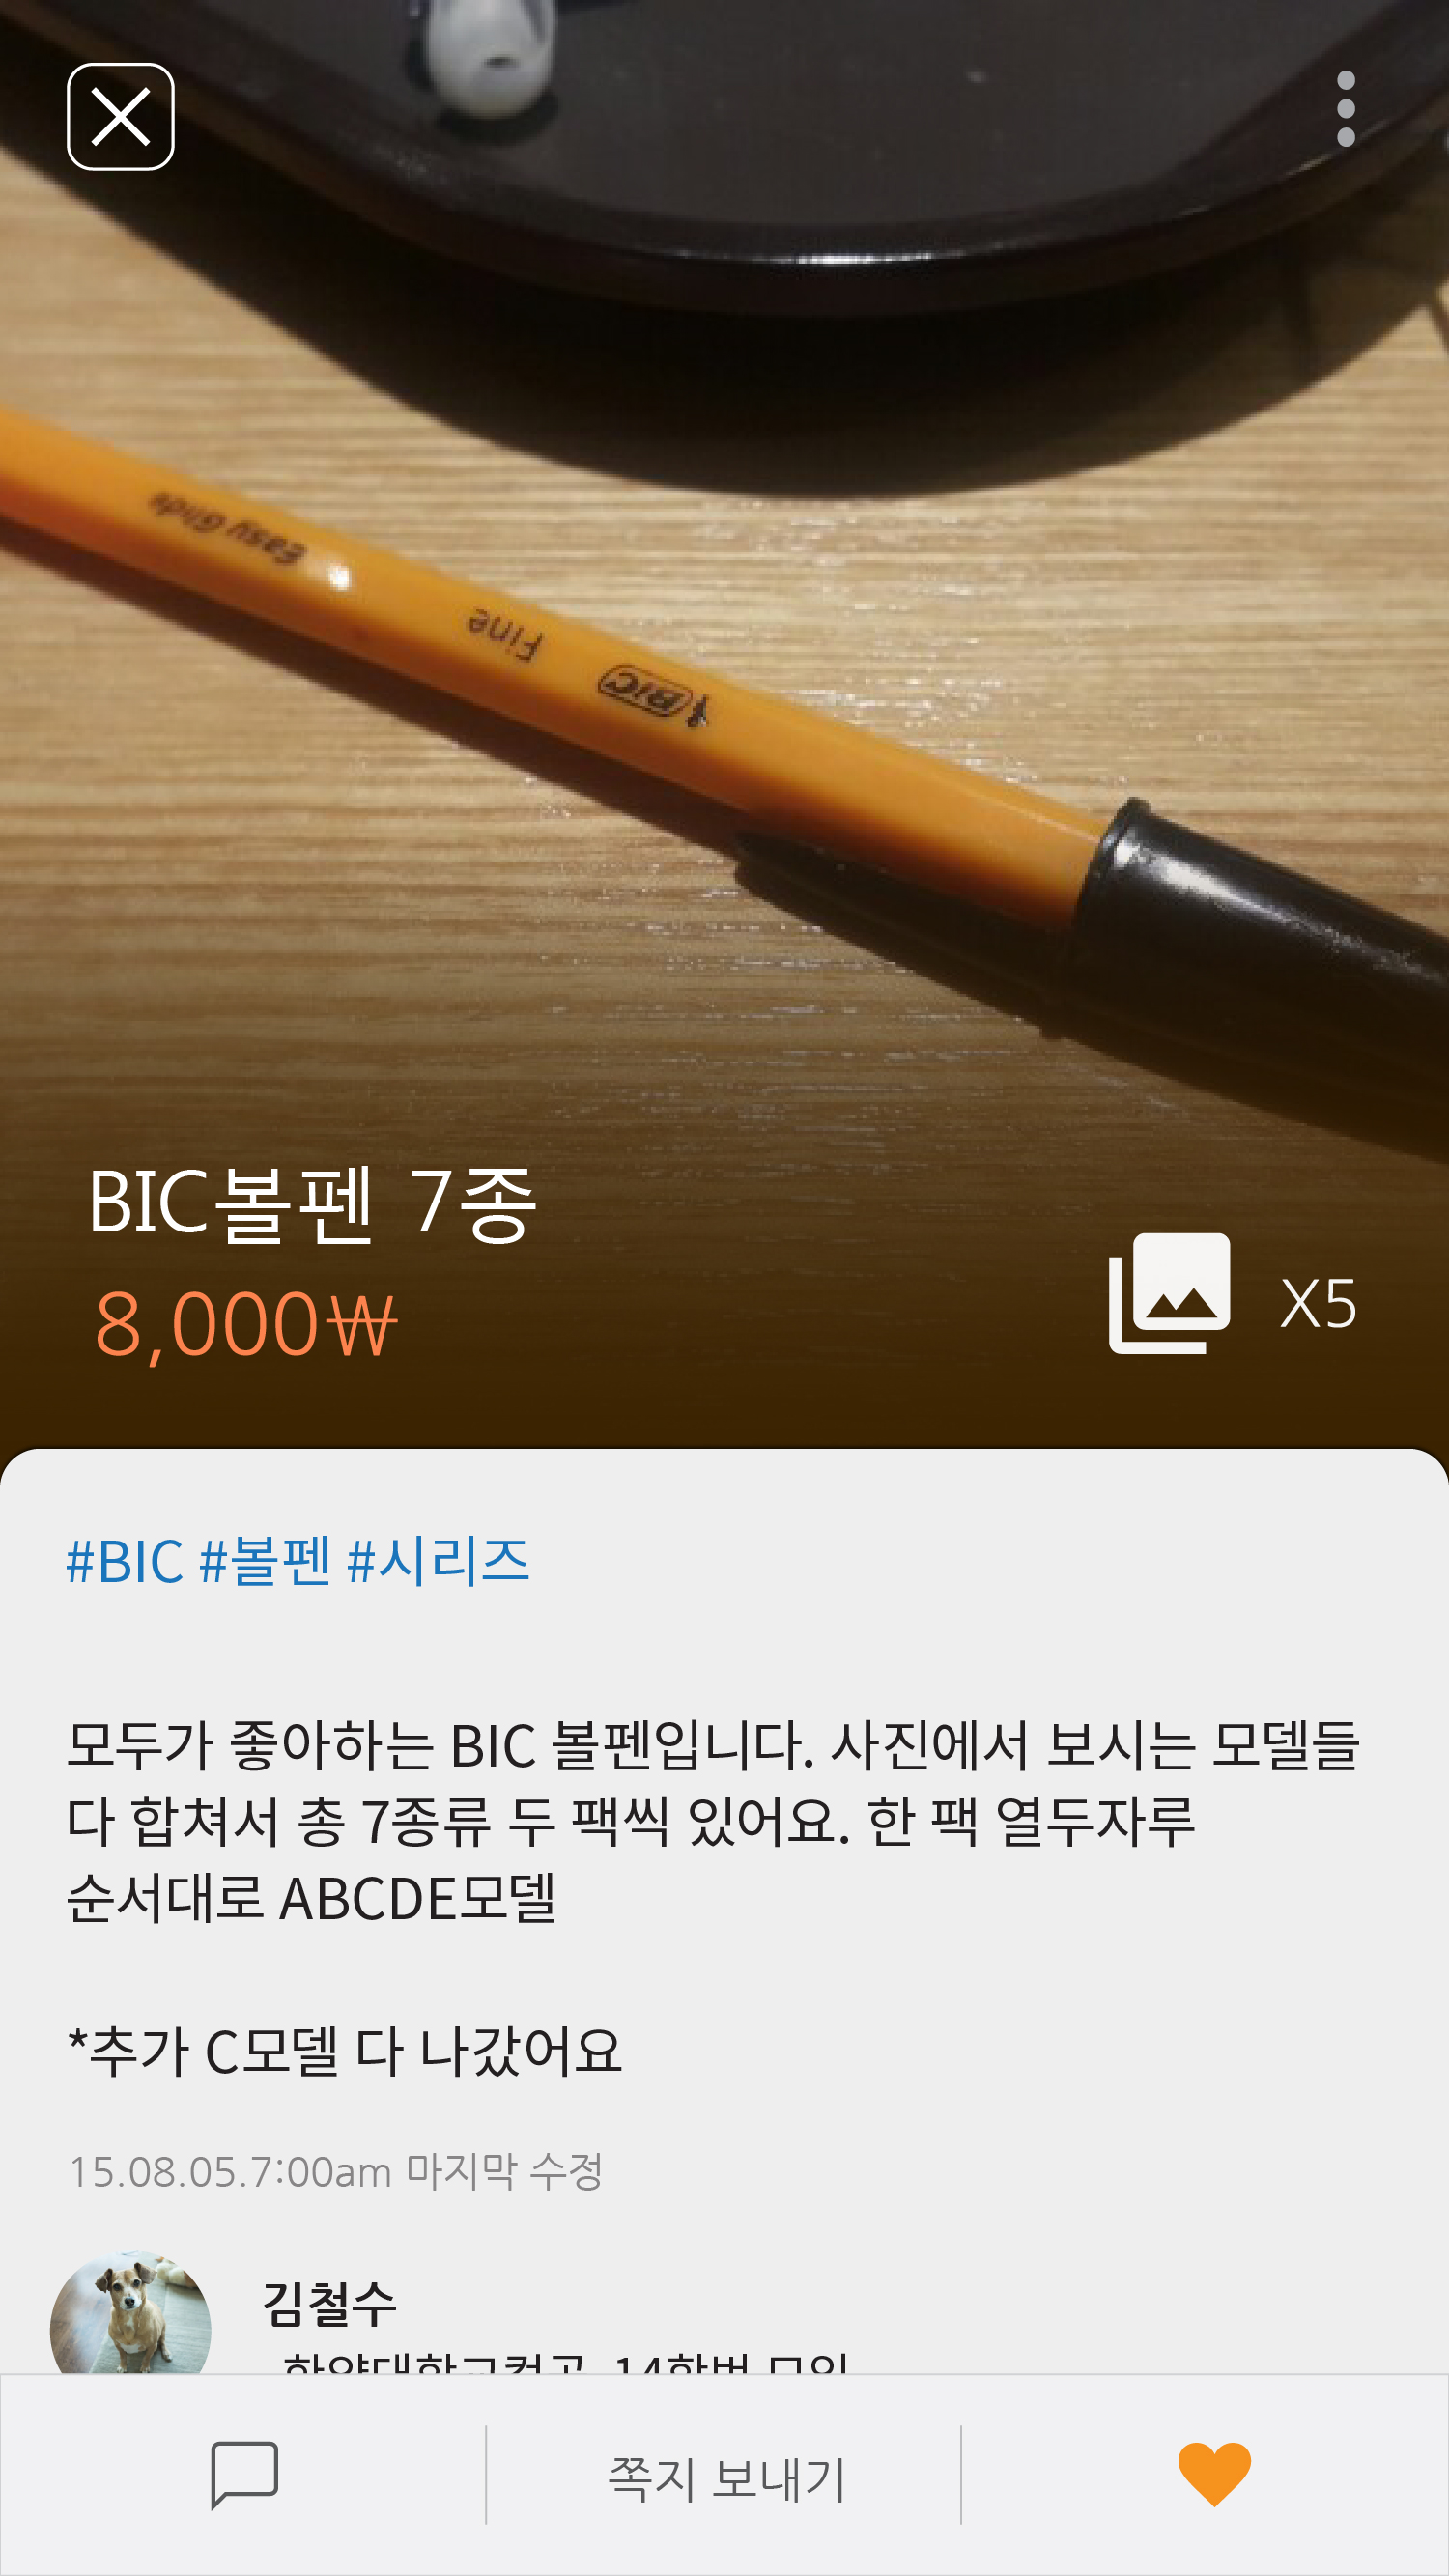 Easy Glide
Fine
BIC
BIC볼펜 7종
8,000₩
X5
#BIC #볼펜 #시리즈
모두가 좋아하는 BIC 볼펜입니다. 사진에서 보시는 모델들
다 합쳐서 총 7종류 두 팩씩 있어요. 한 팩 열두자루
순서대로 ABCDE모델
*추가 C모델 다 나갔어요
15.08.05.7:00am 마지막 수정
김철수
쪽지 보내기